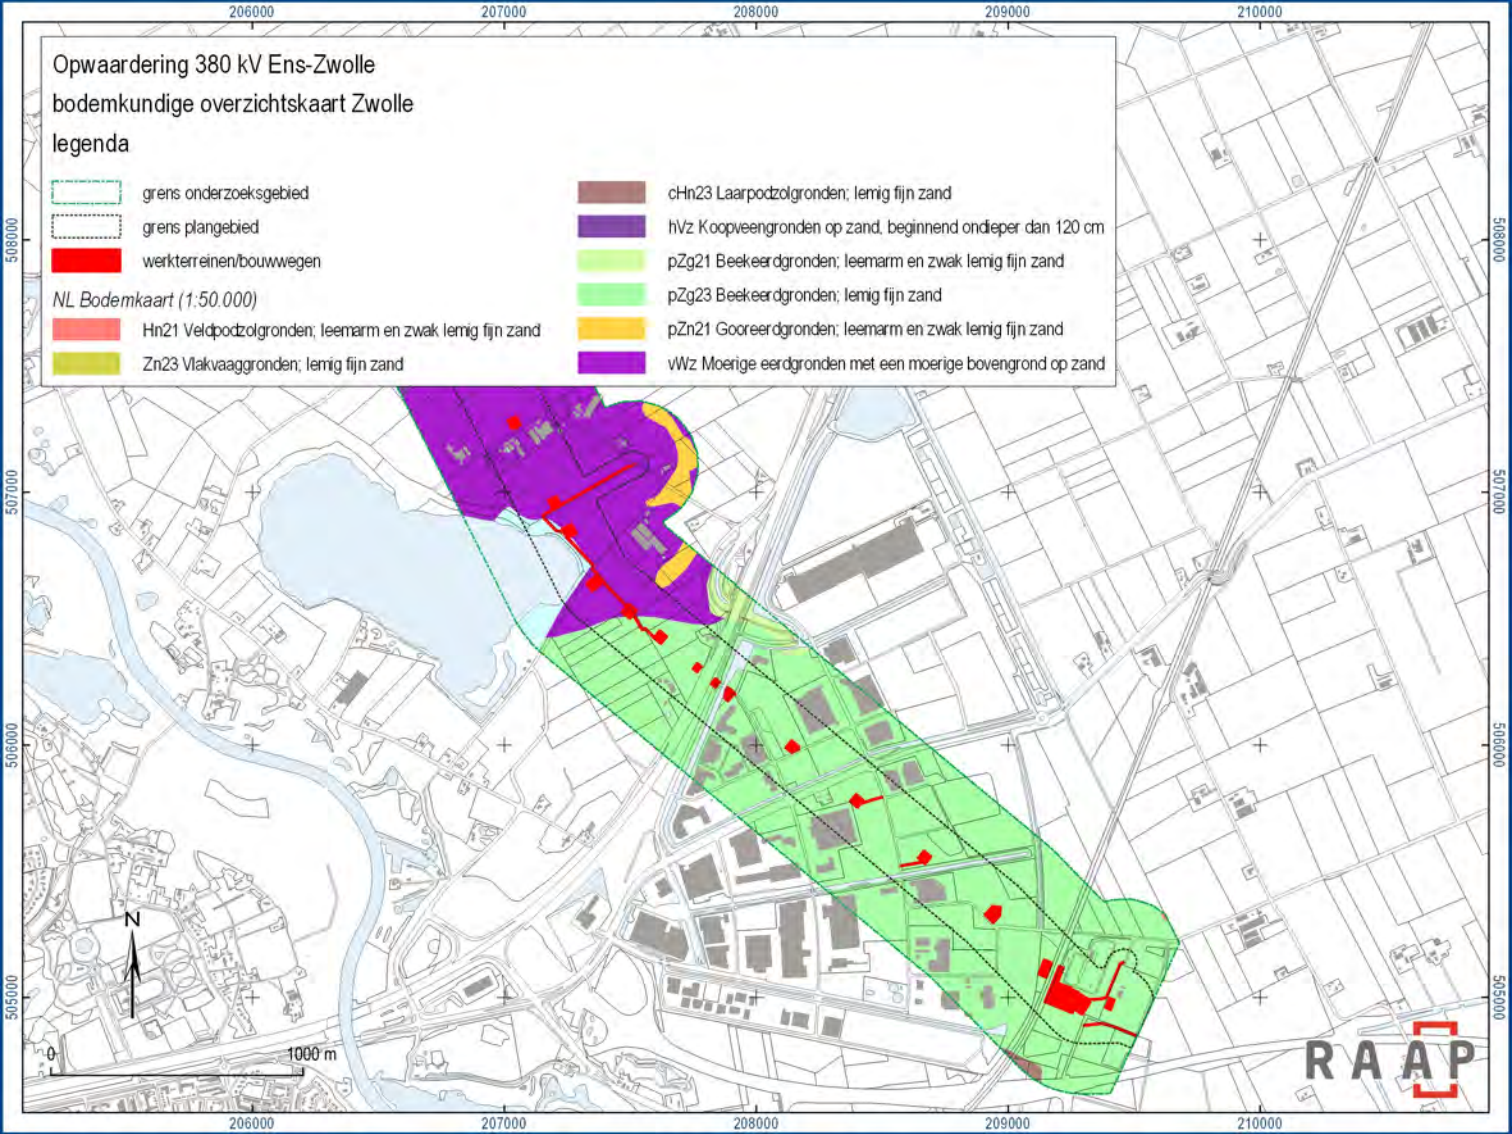 206000 207000 208000 209000 210000
Opwaardering 380 kV Ens-Zwolle
bodemkundige overzichtskaart Zwolle
legenda
grens onderzoeksgebied
grens plangebied
werkterreinen/bouwwegen
NL Bodemkaart (1:50.000)
Hn21 Veldpodzolgronden; leemarm en zwak lemig fijn zand
Zn23 Vlakvaaggronden; lemig fijn zand
cHn23 Laarpodzolgronden; lemig fijn zand
hVz Koopveengronden op zand, beginnend ondieper dan 120 cm
pZg21 Beekeerdgronden; leemarm en zwak lemig fijn zand
pZg23 Beekeerdgronden; lemig fijn zand
pZn21 Gooreerdgronden; leemarm en zwak lemig fijn zand
vWz Moerige eerdgronden met een moerige bovengrond op zand
508000 508000
507000 507000
506000 506000
505000 505000
N
0 1000 m
RAAP
206000 207000 208000 209000 210000